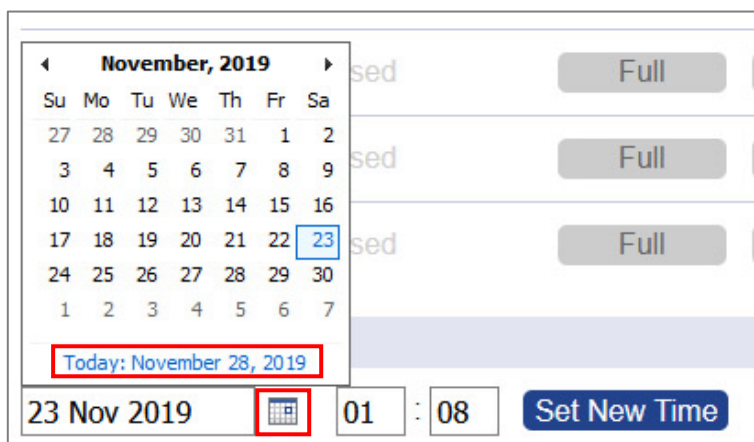 November, 2019
Su Mo Tu We Th Fr Sa
27 28 29 30 31 1 2
3 4 5 6 7 8 9
10 11 12 13 14 15 16
17 18 19 20 21 22 23
24 25 26 27 28 29 30
1 2 3 4 5 6 7
Today: November 28, 2019
sed Full
sed Full
sed Full
23 Nov 2019 01 : 08 Set New Time